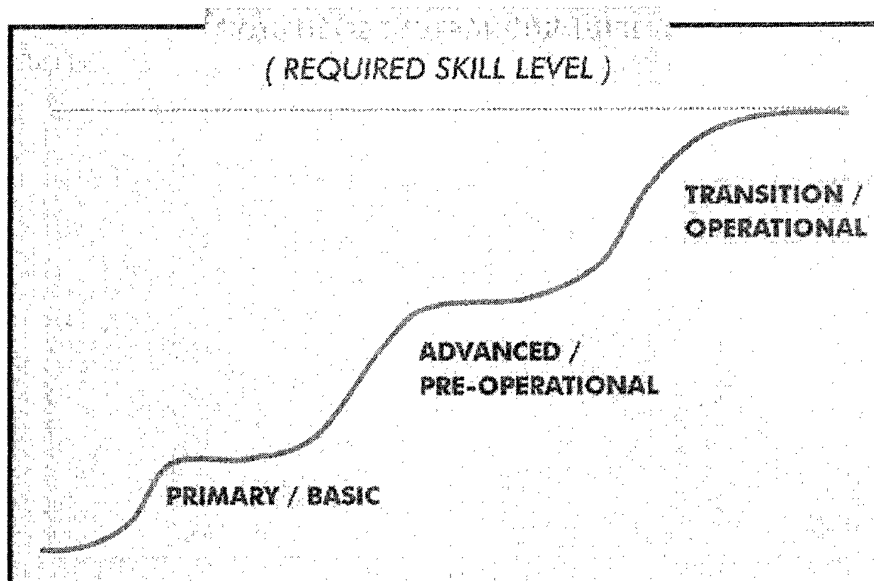 ( REQUIRED SKILL LEVEL )
TRANSITION /
OPERATIONAL
ADVANCED /
PRE-OPERATIONAL
PRIMARY / BASIC